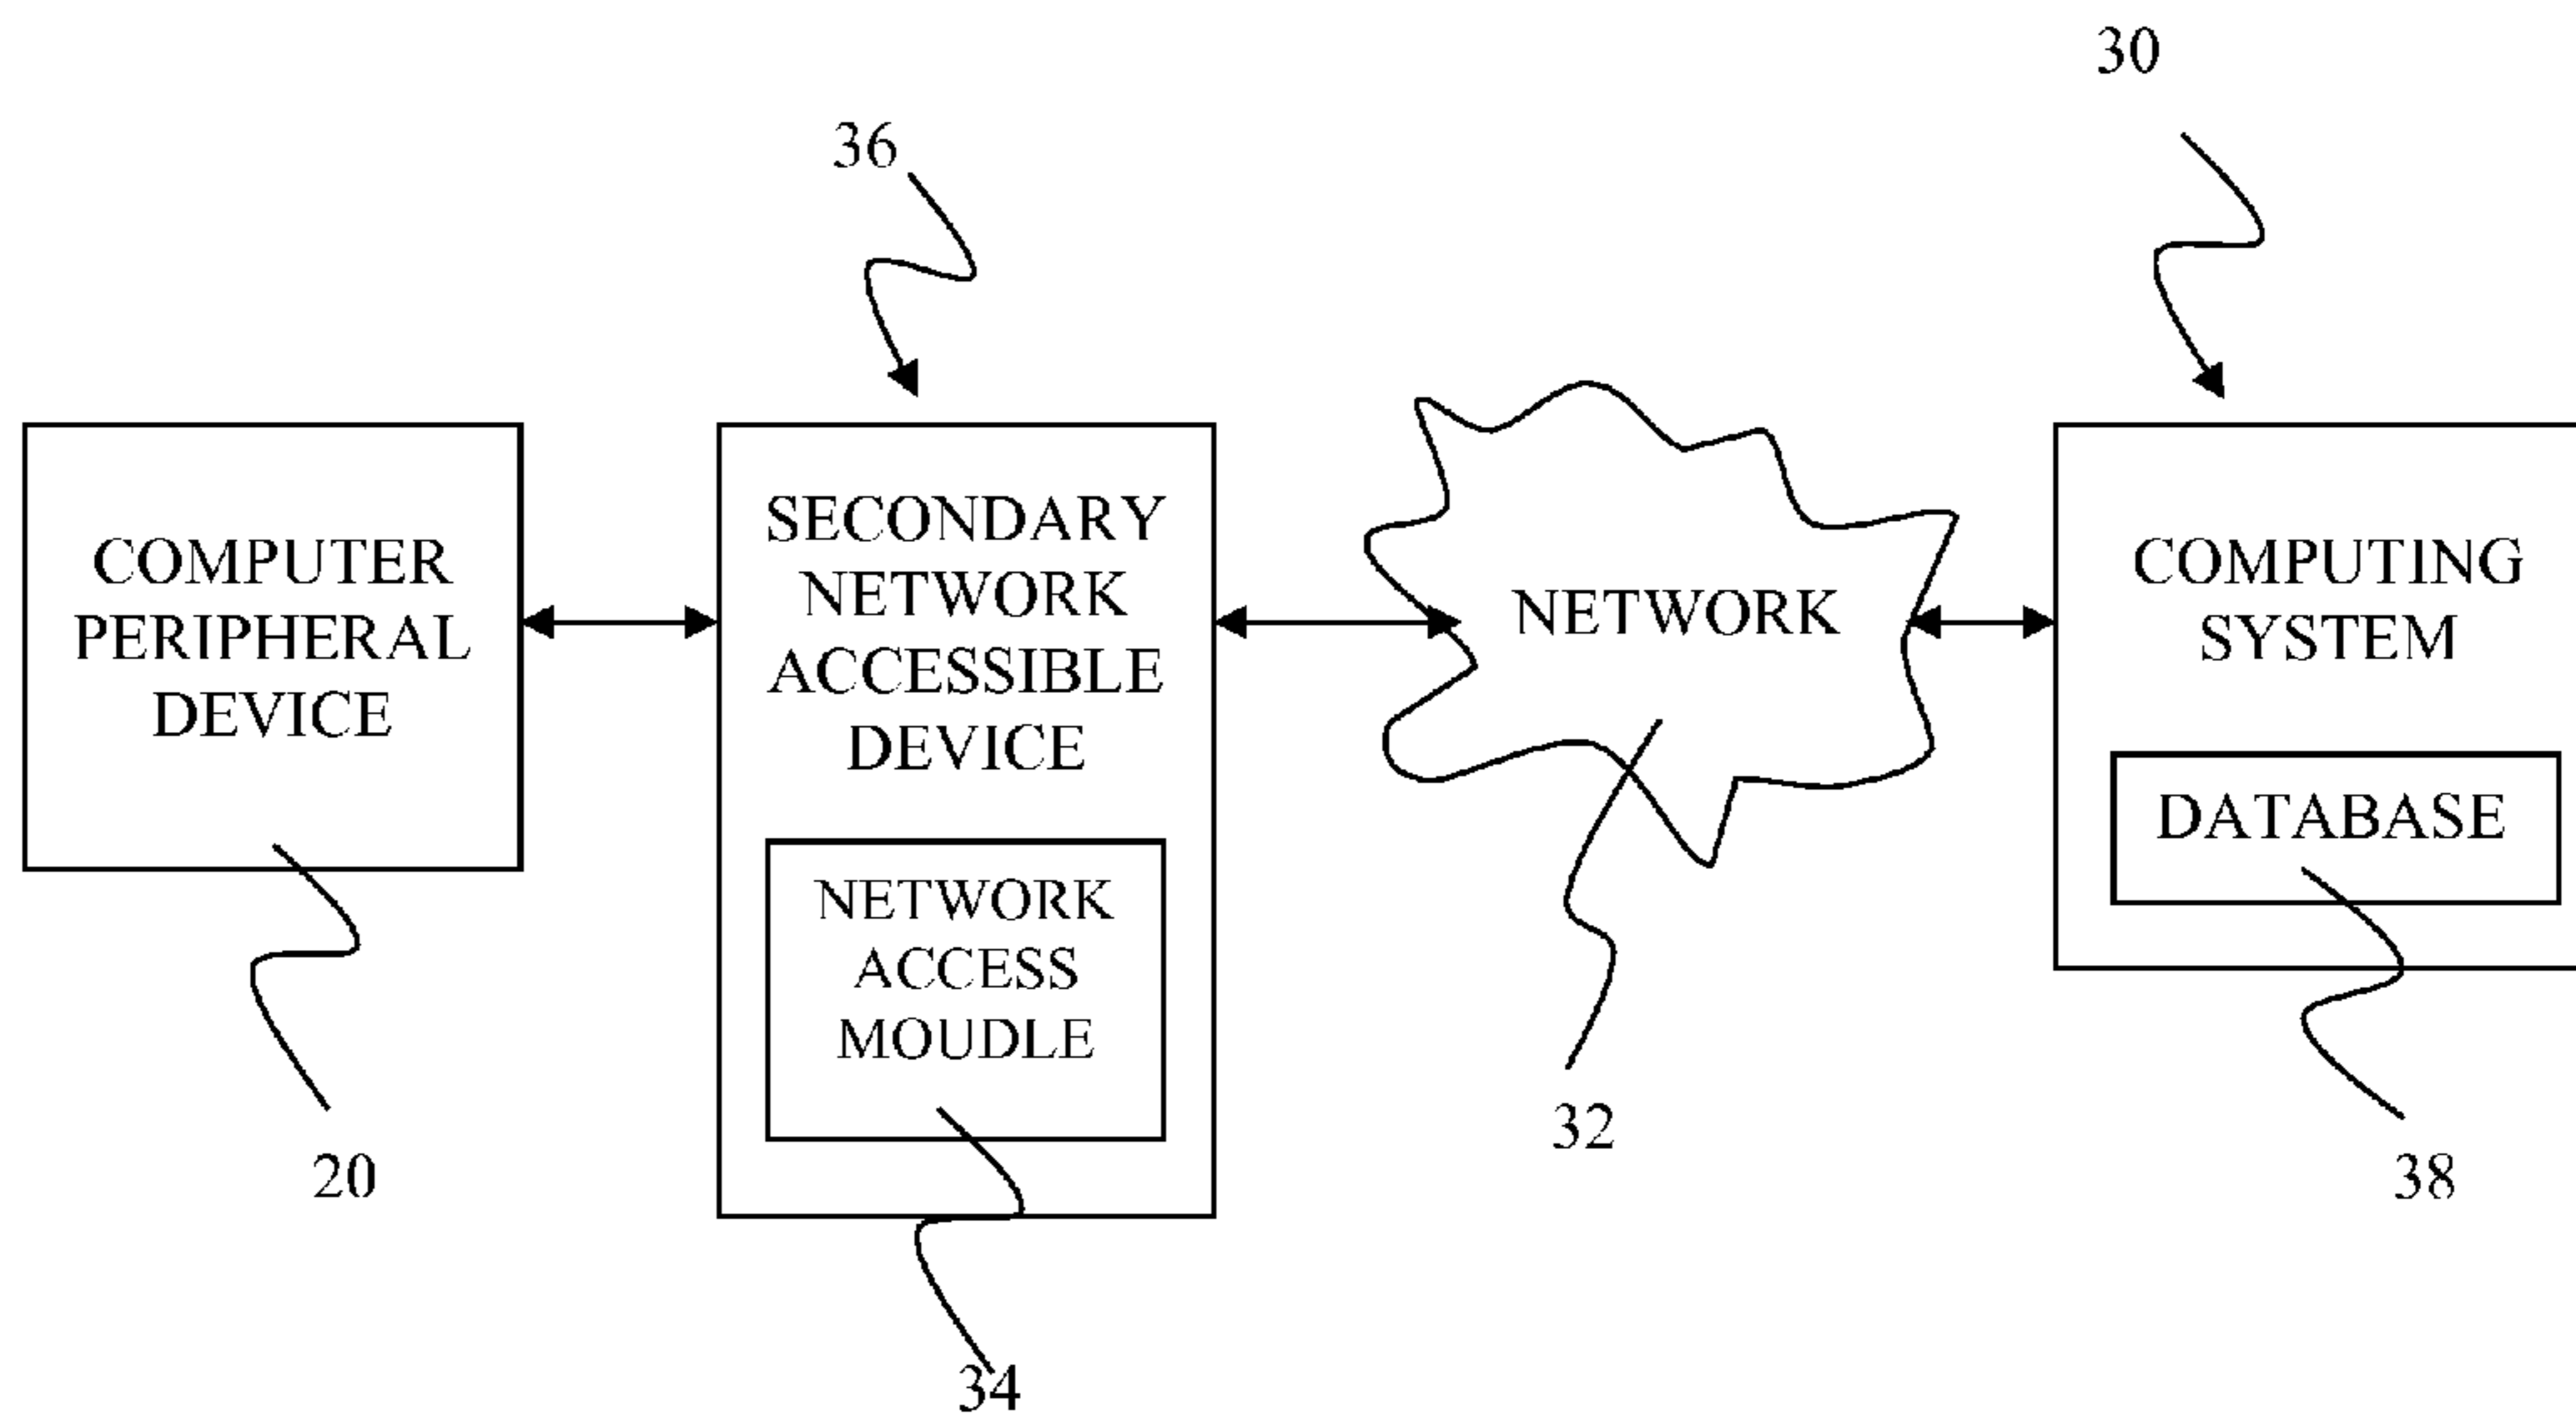 30
36
COMPUTER
PERIPHERAL
DEVICE
SECONDARY
NETWORK
ACCESSIBLE
DEVICE
NETWORK
ACCESS
MOUDLE
NETWORK
COMPUTING
SYSTEM
DATABASE
20
34
32
38